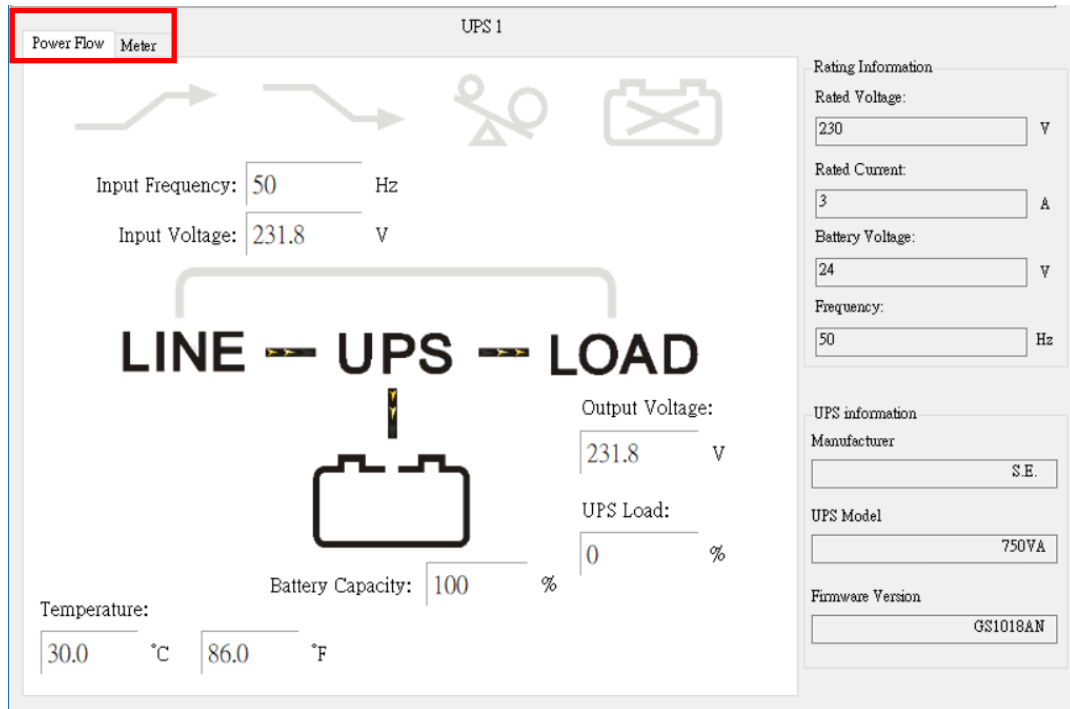 UPS 1
Power Flow Meter
Input Frequency: 50 Hz
Input Voltage: 231.8 V
LINE UPS LOAD
Output Voltage:
231.8 V
UPS Load:
0 %
Battery Capacity: 100 %
Temperature:
30.0 °C 86.0 °F
Rating Information
Rated Voltage:
230 V
Rated Current:
3 A
Battery Voltage:
24 V
Frequency:
50 Hz
UPS information
Manufacturer
S.E.
UPS Model
750VA
Firmware Version
GS1018AN